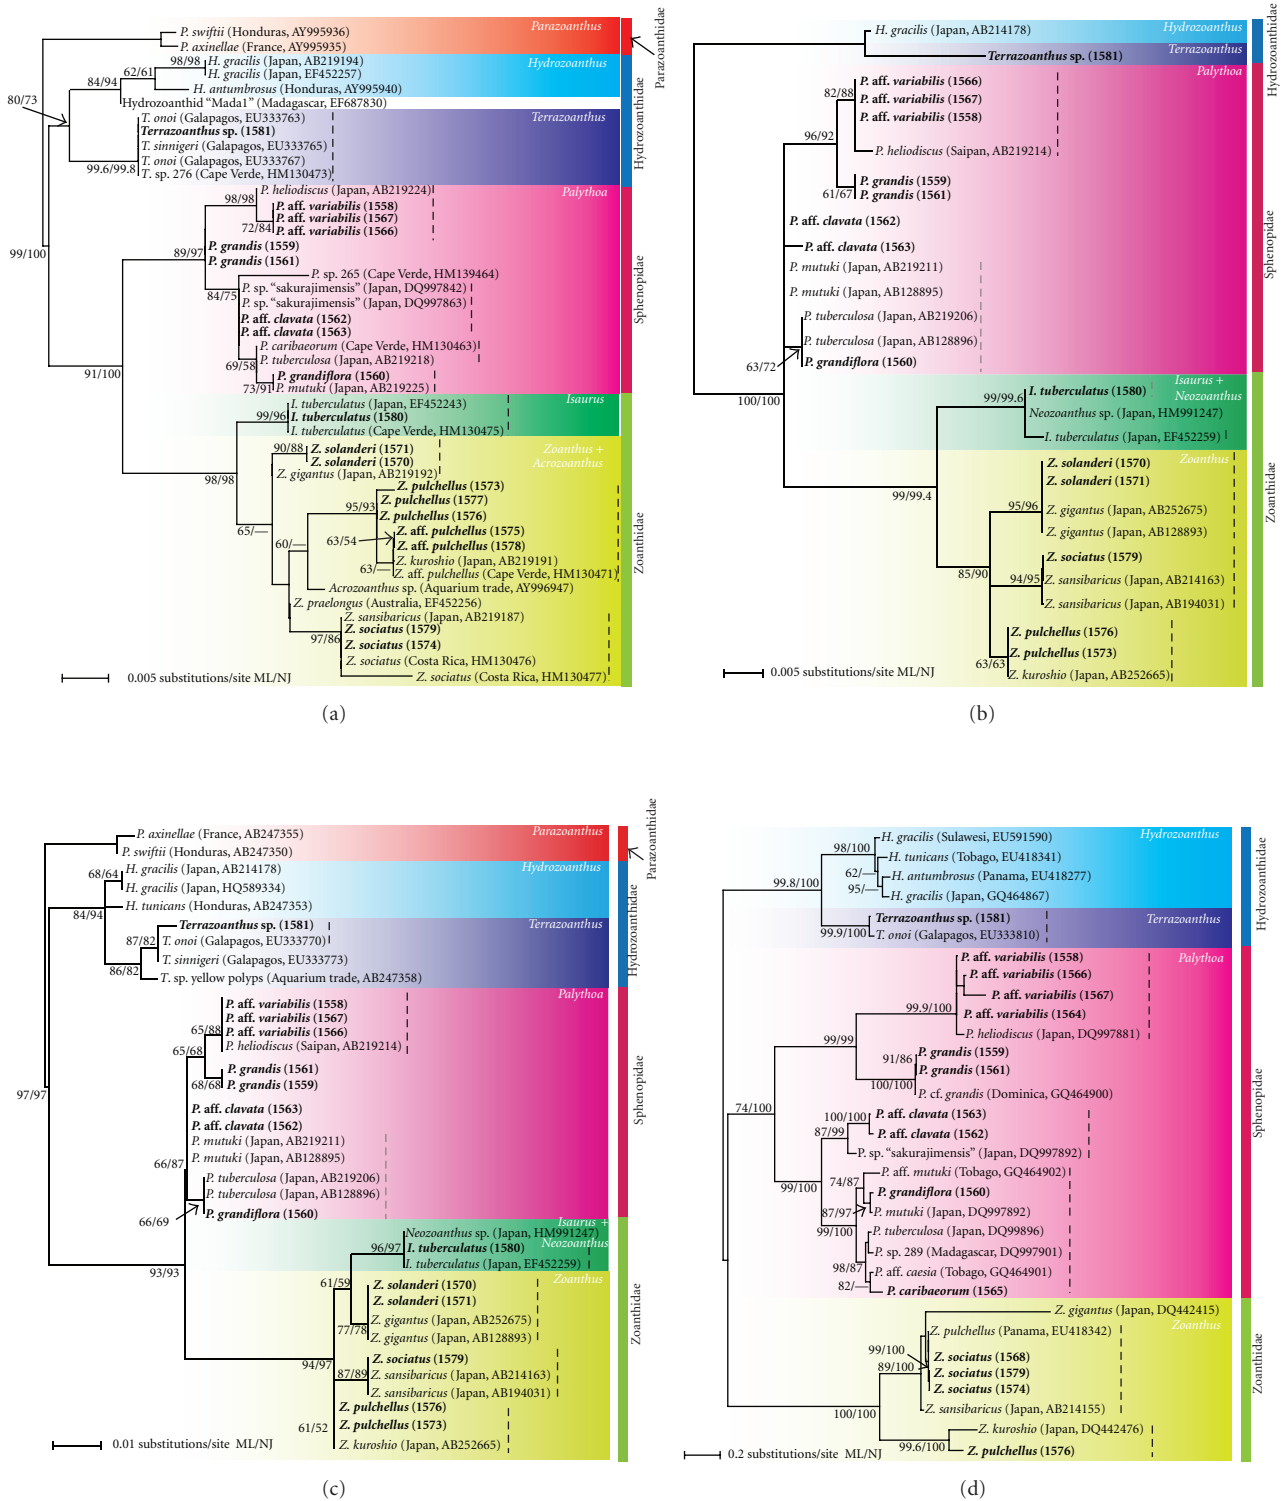 Parazoanthus
P. swiftii (Honduras, AY995936)
P. axinellae (France, AY995935)
Parazoanthidae
98/98
H. gracilis (Japan, AB219194)
Hydrozoanthus
62/61
H. gracilis (Japan, EF452257)
84/94
H. antumbrosus (Honduras, AY995940)
80/73
Hydrozoanthid "Mada1" (Madagascar, EF687830)
Hydrozoanthidae
T. onoi (Galapagos, EU333763)
Terrazoanthus
Terrazoanthus sp. (1581)
T. sinnigeri (Galapagos, EU333765)
T. onoi (Galapagos, EU333767)
99.6/99.8
T. sp. 276 (Cape Verde, HM130473)
P. heliodiscus (Japan, AB219224)
Palythoa
98/98
P. aff. variabilis (1558)
P. aff. variabilis (1567)
72/84
P. aff. variabilis (1566)
P. grandis (1559)
99/100
89/97
P. grandis (1561)
P. sp. 265 (Cape Verde, HM139464)
84/75
P. sp. "sakurajimensis" (Japan, DQ997842)
P. sp. "sakurajimensis" (Japan, DQ997863)
Sphenopidae
P. aff. clavata (1562)
P. aff. clavata (1563)
P. caribaeorum (Cape Verde, HM130463)
P. tuberculosa (Japan, AB219218)
69/58
91/100
P. grandiflora (1560)
73/91
P. mutuki (Japan, AB219225)
I. tuberculatus (Japan, EF452243)
Isaurus
99/96
I. tuberculatus (1580)
I. tuberculatus (Cape Verde, HM130475)
90/88
Z. solanderi (1571)
Zoanthus +
Z. solanderi (1570)
Acrozoanthus
98/98
Z. gigantus (Japan, AB219192)
Z. pulchellus (1573)
Z. pulchellus (1577)
95/93
Z. pulchellus (1576)
65/—
Z. aff. pulchellus (1575)
63/54
60/—
Z. aff. pulchellus (1578)
Z. kuroshio (Japan, AB219191)
63/—
Z. aff. pulchellus (Cape Verde, HM130471)
Zoanthidae
Acrozoanthus sp. (Aquarium trade, AY996947)
Z. praelongus (Australia, EF452256)
Z. sansibaricus (Japan, AB219187)
Z. sociatus (1579)
97/86
Z. sociatus (1574)
Z. sociatus (Costa Rica, HM130476)
Z. sociatus (Costa Rica, HM130477)
0.005 substitutions/site ML/NJ
(a)
H. gracilis (Japan, AB214178)
Hydrozoanthus
Terrazoanthus sp. (1581)
Terrazoanthus
Hydrozoanthidae
Palythoa
P. aff. variabilis (1566)
82/88
P. aff. variabilis (1567)
P. aff. variabilis (1558)
96/92
P. heliodiscus (Saipan, AB219214)
P. grandis (1559)
61/67
P. grandis (1561)
P. aff. clavata (1562)
Sphenopidae
P. aff. clavata (1563)
P. mutuki (Japan, AB219211)
P. mutuki (Japan, AB128895)
P. tuberculosa (Japan, AB219206)
P. tuberculosa (Japan, AB128896)
63/72
P. grandiflora (1560)
100/100
Isaurus +
I. tuberculatus (1580)
Neozoanthus
99/99.6
Neozoanthus sp. (Japan, HM991247)
I. tuberculatus (Japan, EF452259)
Z. solanderi (1570)
Zoanthus
Z. solanderi (1571)
99/99.4
95/96
Z. gigantus (Japan, AB252675)
Z. gigantus (Japan, AB128893)
Zoanthidae
Z. sociatus (1579)
85/90
94/95
Z. sansibaricus (Japan, AB214163)
Z. sansibaricus (Japan, AB194031)
Z. pulchellus (1576)
Z. pulchellus (1573)
63/63
Z. kuroshio (Japan, AB252665)
0.005 substitutions/site ML/NJ
(b)
P. axinellae (France, AB247355)
Parazoanthus
P. swiftii (Honduras, AB247350)
Parazoanthidae
68/64
H. gracilis (Japan, AB214178)
Hydrozoanthus
H. gracilis (Japan, HQ589334)
H. tunicans (Honduras, AB247353)
84/94
Terrazoanthus sp. (1581)
Terrazoanthus
87/82
T. onoi (Galapagos, EU333770)
Hydrozoanthidae
T. sinnigeri (Galapagos, EU333773)
86/82
T. sp. yellow polyps (Aquarium trade, AB247358)
Palythoa
P. aff. variabilis (1558)
P. aff. variabilis (1567)
65/88
P. aff. variabilis (1566)
65/68
P. heliodiscus (Saipan, AB219214)
P. grandis (1561)
68/68
P. grandis (1559)
97/97
Sphenopidae
P. aff. clavata (1563)
P. aff. clavata (1562)
P. mutuki (Japan, AB219211)
P. mutuki (Japan, AB128895)
66/87
P. tuberculosa (Japan, AB219206)
P. tuberculosa (Japan, AB128896)
66/69
P. grandiflora (1560)
Isaurus +
Neozoanthus sp. (Japan, HM991247)
Neozoanthus
96/97
I. tuberculatus (1580)
I. tuberculatus (Japan, EF452259)
93/93
Zoanthus
61/59
Z. solanderi (1570)
Z. solanderi (1571)
Z. gigantus (Japan, AB252675)
77/78
Z. gigantus (Japan, AB128893)
Zoanthidae
Z. sociatus (1579)
94/97
87/89
Z. sansibaricus (Japan, AB214163)
Z. sansibaricus (Japan, AB194031)
Z. pulchellus (1576)
61/52
Z. pulchellus (1573)
Z. kuroshio (Japan, AB252665)
0.01 substitutions/site ML/NJ
(c)
H. gracilis (Sulawesi, EU591590)
Hydrozoanthus
98/100
H. tunicans (Tobago, EU418341)
62/—
H. antumbrosus (Panama, EU418277)
99.8/100
95/—
H. gracilis (Japan, GQ464867)
Hydrozoanthidae
Terrazoanthus sp. (1581)
Terrazoanthus
99.9/100
T. onoi (Galapagos, EU333810)
P. aff. variabilis (1558)
Palythoa
P. aff. variabilis (1566)
P. aff. variabilis (1567)
99.9/100
P. aff. variabilis (1564)
P. heliodiscus (Japan, DQ997881)
99/99
91/86
P. grandis (1559)
P. grandis (1561)
100/100
P. cf. grandis (Dominica, GQ464900)
74/100
Sphenopidae
100/100
P. aff. clavata (1563)
87/99
P. aff. clavata (1562)
P. sp. "sakurajimensis" (Japan, DQ997892)
74/87
P. aff. mutuki (Tobago, GQ464902)
99/100
P. grandiflora (1560)
87/97
P. mutuki (Japan, DQ997892)
99/100
P. tuberculosa (Japan, DQ99896)
P. sp. 289 (Madagascar, DQ997901)
98/87
P. aff. caesia (Tobago, GQ464901)
82/—
P. caribaeorum (1565)
Z. gigantus (Japan, DQ442415)
Z. pulchellus (Panama, EU418342)
Zoanthus
99/100
Z. sociatus (1568)
89/100
Z. sociatus (1579)
Z. sociatus (1574)
Zoanthidae
100/100
Z. sansibaricus (Japan, AB214155)
Z. kuroshio (Japan, DQ442476)
99.6/100
Z. pulchellus (1576)
0.2 substitutions/site ML/NJ
(d)